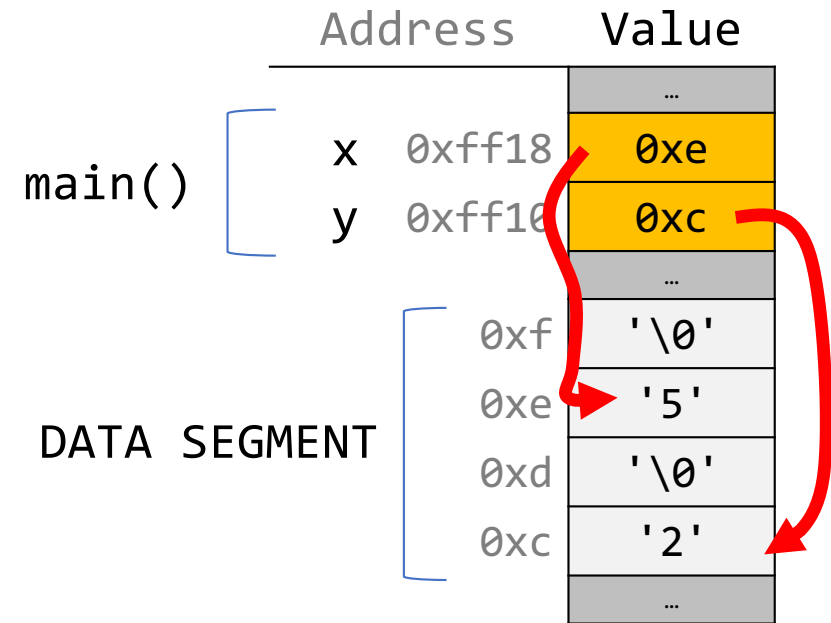 Address Value
…
x 0xff18 0xe
main()
y 0xff10 0xc
…
0xf '\0'
0xe '5'
DATA SEGMENT
0xd '\0'
0xc '2'
…